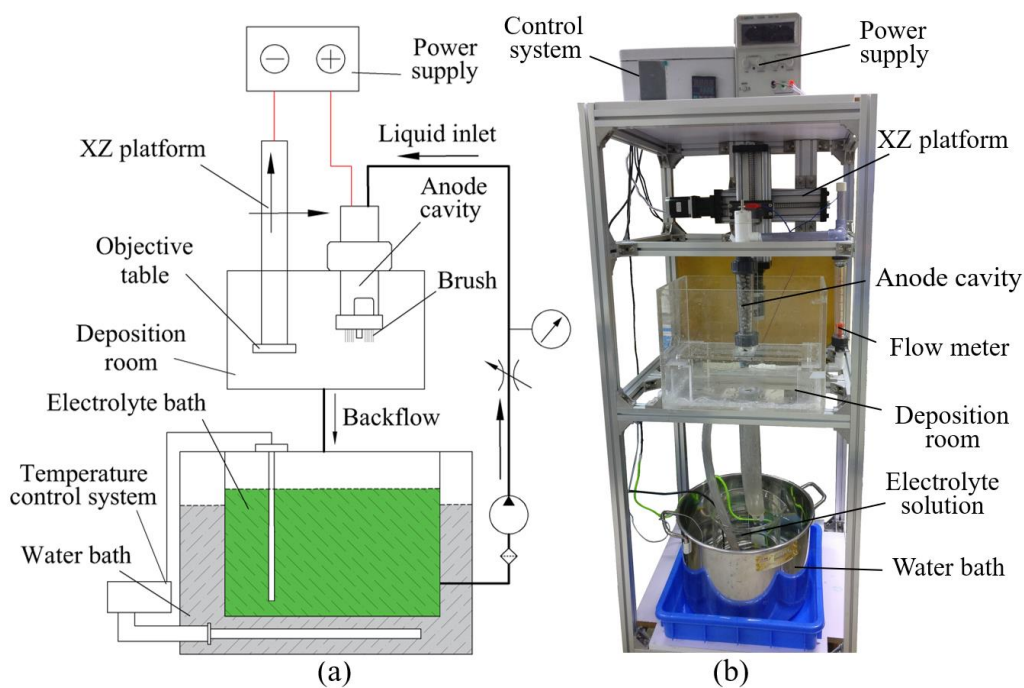 Power
supply
XZ platform
Liquid inlet
Anode
cavity
Objective
table
Brush
Deposition
room
Electrolyte bath
Backflow
Temperature
control system
Water bath
(a)
Control
system
Power
supply
XZ platform
Anode cavity
Flow meter
Deposition
room
Electrolyte
solution
Water bath
(b)